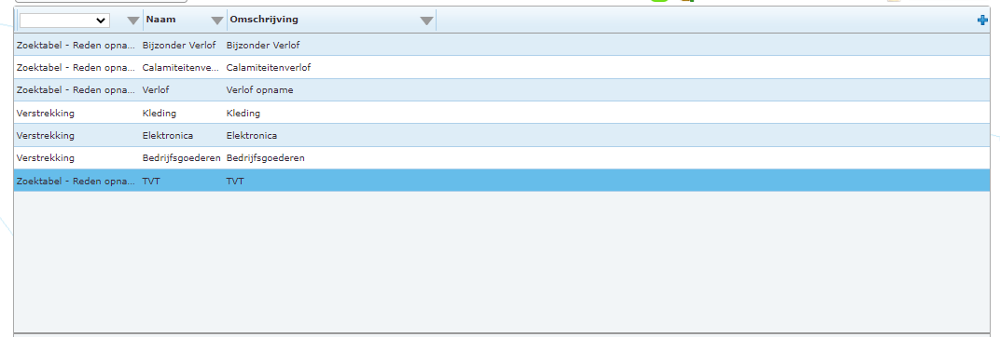 Naam Omschrijving
Zoektabel - Reden opna... Bijzonder Verlof Bijzonder Verlof
Zoektabel - Reden opna... Calamiteitenve... Calamiteitenverlof
Zoektabel - Reden opna... Verlof Verlof opname
Verstrekking Kleding Kleding
Verstrekking Elektronica Elektronica
Verstrekking Bedrijfsgoederen Bedrijfsgoederen
Zoektabel - Reden opna... TVT TVT